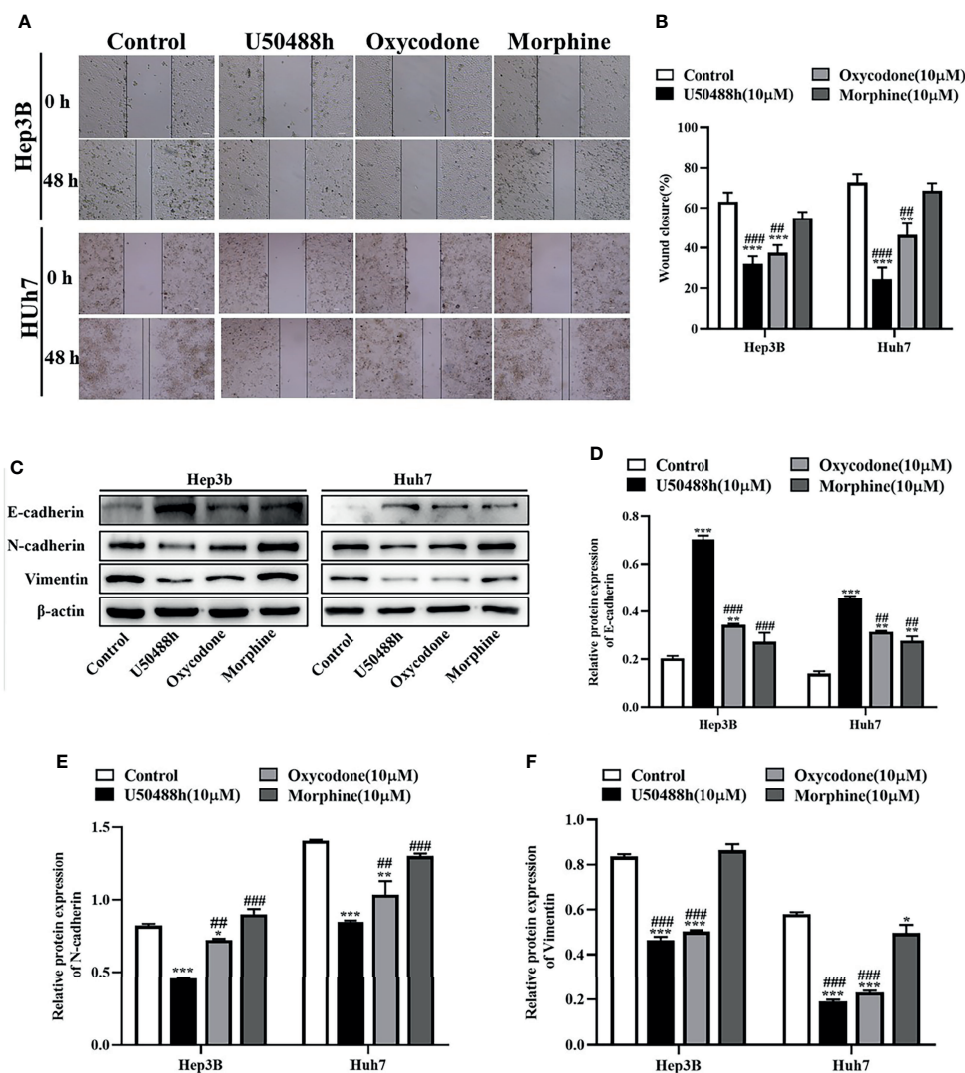 A
Control U50488h Oxycodone Morphine
Hep3B
0 h
48 h
HUh7
0 h
48 h
B
Control
U50488h(10μM)
Oxycodone(10μM)
Morphine(10μM)
Wound closure(%)
100
80
60
40
20
0
###
***
##
***
###
***
##
**
Hep3B Huh7
C
Hep3b Huh7
E-cadherin
N-cadherin
Vimentin
β-actin
Control U50488h Oxycodone Morphine Control U50488h Oxycodone Morphine
D
Control
U50488h(10μM)
Oxycodone(10μM)
Morphine(10μM)
Relative protein expression
of E-cadherin
0.8
0.6
0.4
0.2
0.0
***
###
**
###
***
##
**
##
**
Hep3B Huh7
E
Control
U50488h(10μM)
Oxycodone(10μM)
Morphine(10μM)
Relative protein expression
of N-cadherin
1.5
1.0
0.5
0.0
***
##
*
###
***
##
**
###
Hep3B Huh7
F
Control
U50488h(10μM)
Oxycodone(10μM)
Morphine(10μM)
Relative protein expression
of Vimentin
1.0
0.8
0.6
0.4
0.2
0.0
###
***
###
***
###
***
###
***
*
Hep3B Huh7